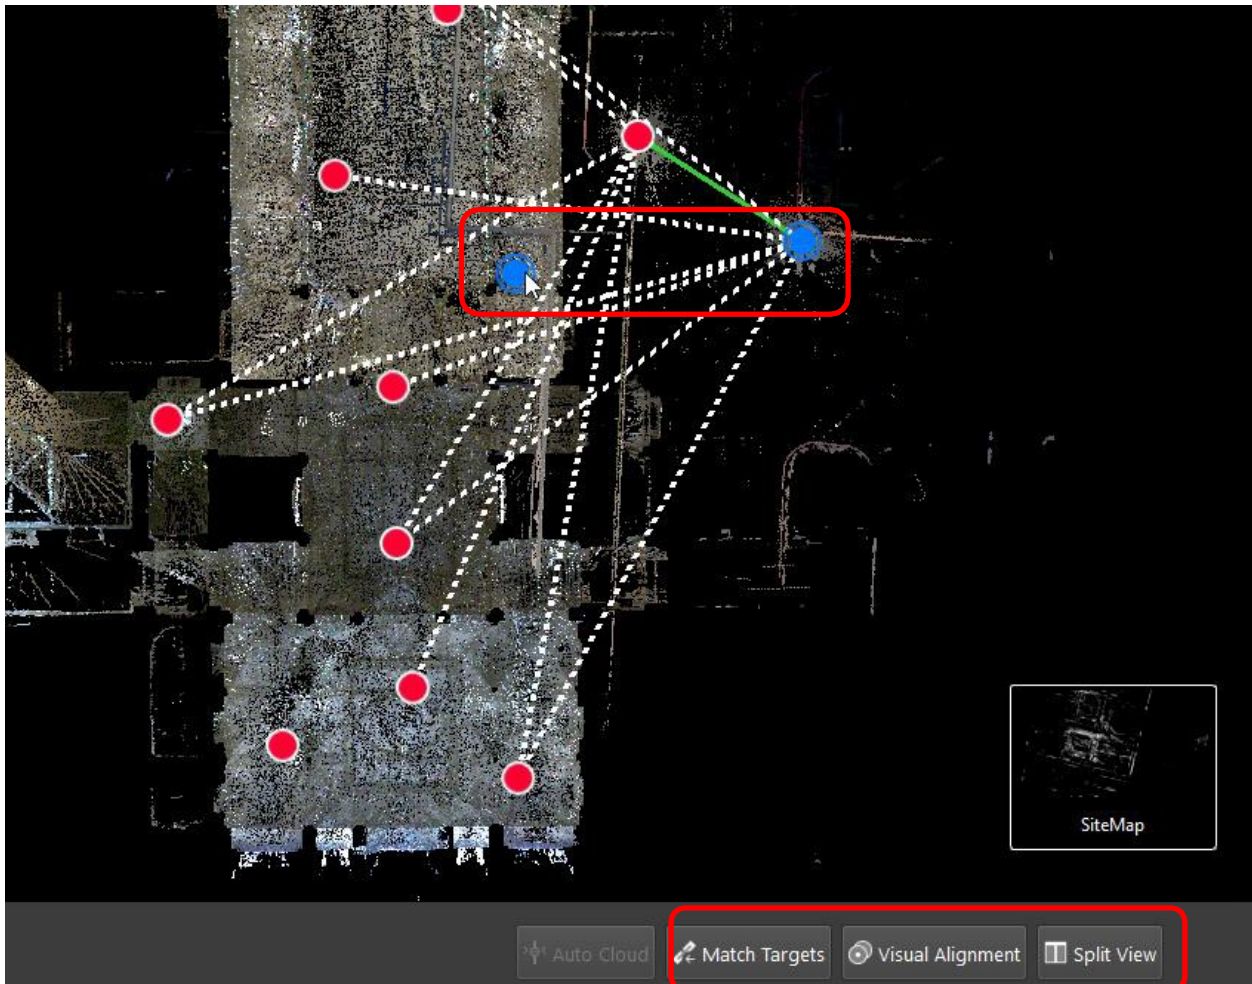 SiteMap
Auto Cloud
Match Targets
Visual Alignment
Split View